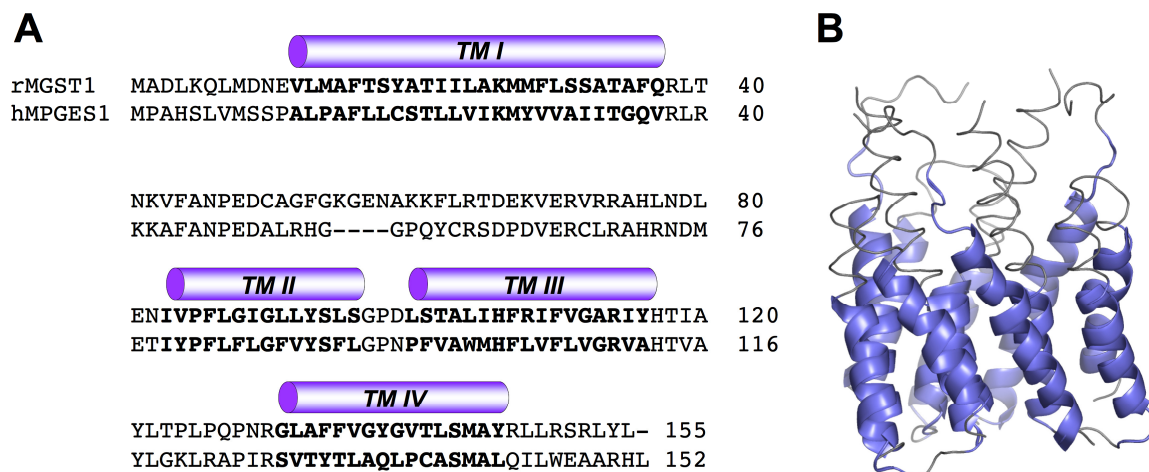 A
B
TM I
rMGST1 MADLKQLMDNEVLMAFTSYATIILAKMMFLSSATAFQRLT 40
hMPGES1 MPAHSLVMSSPALPAFLLCSTLLVIKMYVVAIITGQVRLR 40
NKVFANPEDCAGFGKGENAKKFLRTDEKVERVRRAHLNDL 80
KKAFANPEDALRHG----GPQYCRSDPDVERCLRAHRNDM 76
TM II TM III
ENIVPFLGIGLLYSLSGPDLSTALIHFRIFVGARIYHTIA 120
ETIYPFLFLGFVYSFLGPNPFVAWMHFLVFLVGRVAHTVA 116
TM IV
YLTPLPQPNRGLAFFVGYGVTLSMAYRLLRSRLYL- 155
YLGKLRAPIRSVTYTLAQLPCASMALQILWEAARHL 152